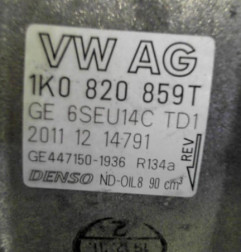 VW AG
1K0 820 859T
GE 6SEU14C TD1
2011 12 14791
GE447150-1936 R134a
REV
DENSO ND-OIL8 90 cm³
2